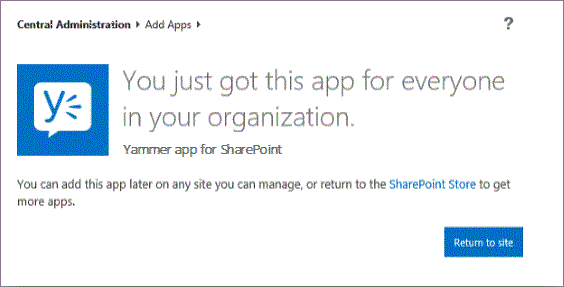 Central Administration ▸ Add Apps ▸ ?
You just got this app for everyone
in your organization.
Yammer app for SharePoint
You can add this app later on any site you can manage, or return to the SharePoint Store to get
more apps.
Return to site